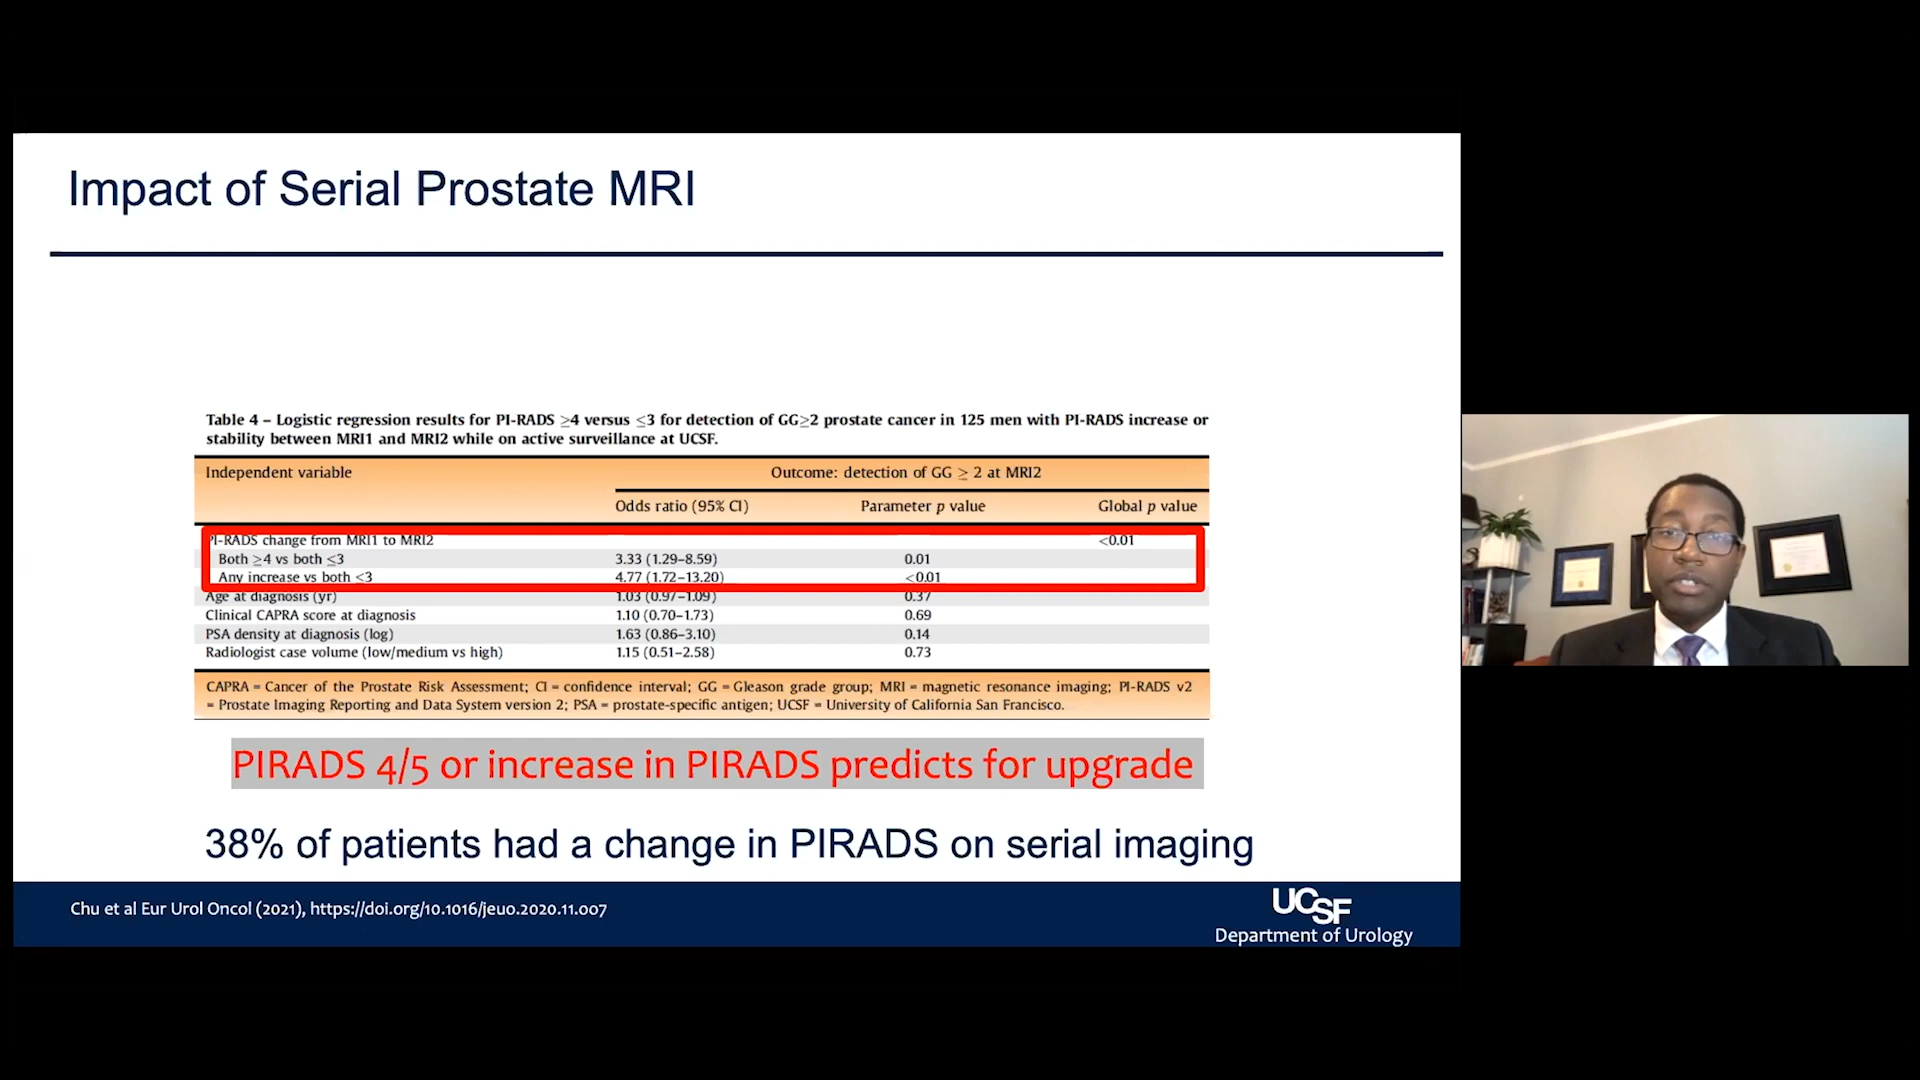 Impact of Serial Prostate MRI
Table 4 – Logistic regression results for PI-RADS ≥4 versus ≤3 for detection of GG≥2 prostate cancer in 125 men with PI-RADS increase or
stability between MRI1 and MRI2 while on active surveillance at UCSF.
Independent variable Outcome: detection of GG ≥ 2 at MRI2
Odds ratio (95% CI) Parameter p value Global p value
PI-RADS change from MRI1 to MRI2 <0.01
Both ≥4 vs both ≤3 3.33 (1.29–8.59) 0.01
Any increase vs both ≤3 4.77 (1.72–13.20) <0.01
Age at diagnosis (yr) 1.03 (0.97–1.09) 0.37
Clinical CAPRA score at diagnosis 1.10 (0.70–1.73) 0.69
PSA density at diagnosis (log) 1.63 (0.86–3.10) 0.14
Radiologist case volume (low/medium vs high) 1.15 (0.51–2.58) 0.73
CAPRA = Cancer of the Prostate Risk Assessment; CI = confidence interval; GG = Gleason grade group; MRI = magnetic resonance imaging; PI-RADS v2
= Prostate Imaging Reporting and Data System version 2; PSA = prostate-specific antigen; UCSF = University of California San Francisco.
PIRADS 4/5 or increase in PIRADS predicts for upgrade
38% of patients had a change in PIRADS on serial imaging
Chu et al Eur Urol Oncol (2021), https://doi.org/10.1016/jeuo.2020.11.007
UCSF
Department of Urology